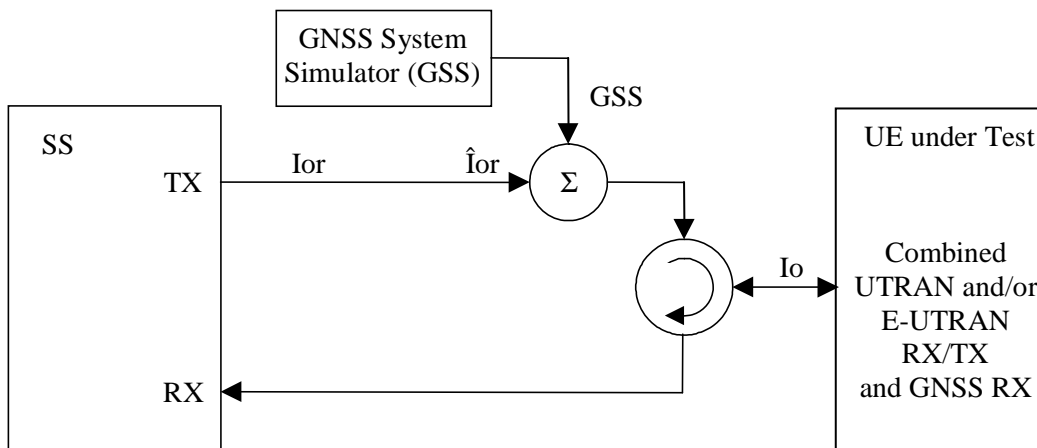 GNSS System
Simulator (GSS)
GSS
SS
UE under Test
TX
Ior
Îor
Σ
Combined
UTRAN and/or
E-UTRAN
RX/TX
and GNSS RX
Io
RX